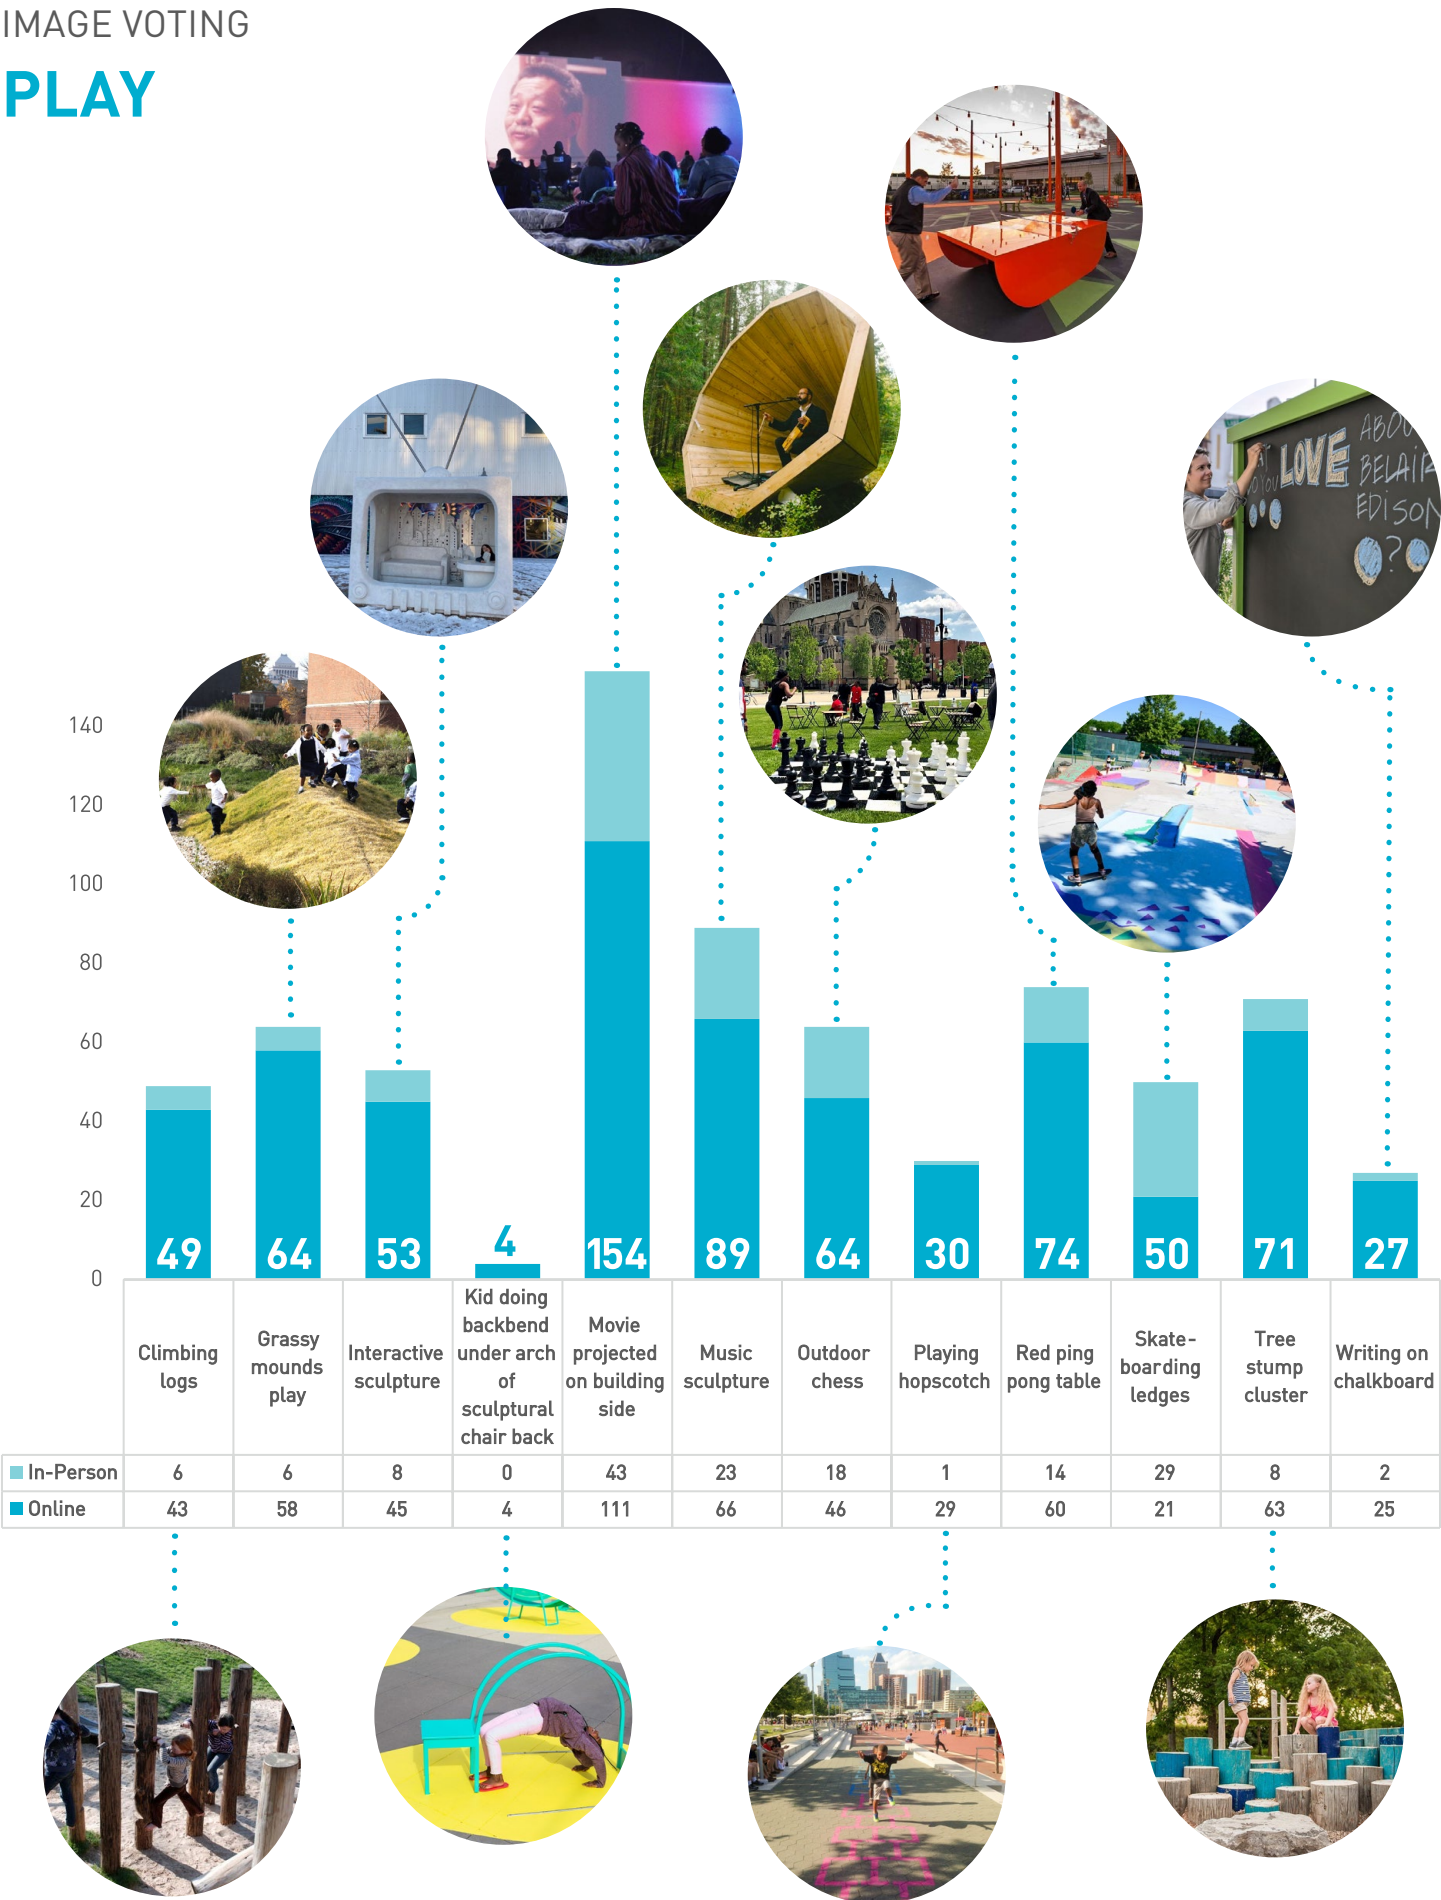 IMAGE VOTING
PLAY
LOVE
ABOU
BELAIR
EDISON
?
140
120
100
80
60
40
20
0
49
64
53
4
154
89
64
30
74
50
71
27
Climbing
logs
Grassy
mounds
play
Interactive
sculpture
Kid doing
backbend
under arch
of
sculptural
chair back
Movie
projected
on building
side
Music
sculpture
Outdoor
chess
Playing
hopscotch
Red ping
pong table
Skate-
boarding
ledges
Tree
stump
cluster
Writing on
chalkboard
In-Person 6 6 8 0 43 23 18 1 14 29 8 2
Online 43 58 45 4 111 66 46 29 60 21 63 25